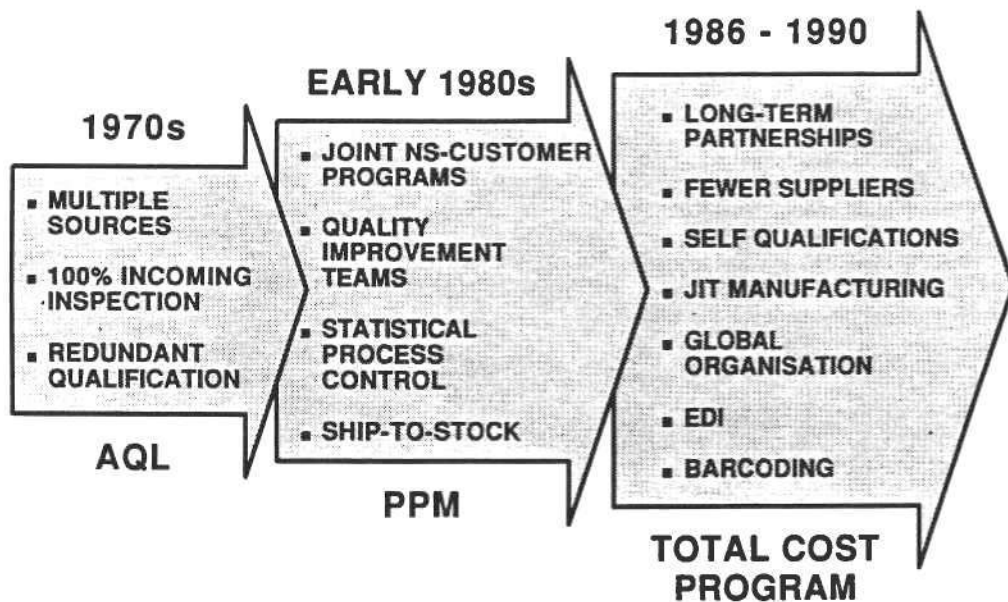 1970s
▪ MULTIPLE
SOURCES
▪ 100% INCOMING
INSPECTION
▪ REDUNDANT
QUALIFICATION
AQL
EARLY 1980s
▪ JOINT NS-CUSTOMER
PROGRAMS
▪ QUALITY
IMPROVEMENT
TEAMS
▪ STATISTICAL
PROCESS
CONTROL
▪ SHIP-TO-STOCK
PPM
1986 - 1990
▪ LONG-TERM
PARTNERSHIPS
▪ FEWER SUPPLIERS
▪ SELF QUALIFICATIONS
▪ JIT MANUFACTURING
▪ GLOBAL
ORGANISATION
▪ EDI
▪ BARCODING
TOTAL COST
PROGRAM